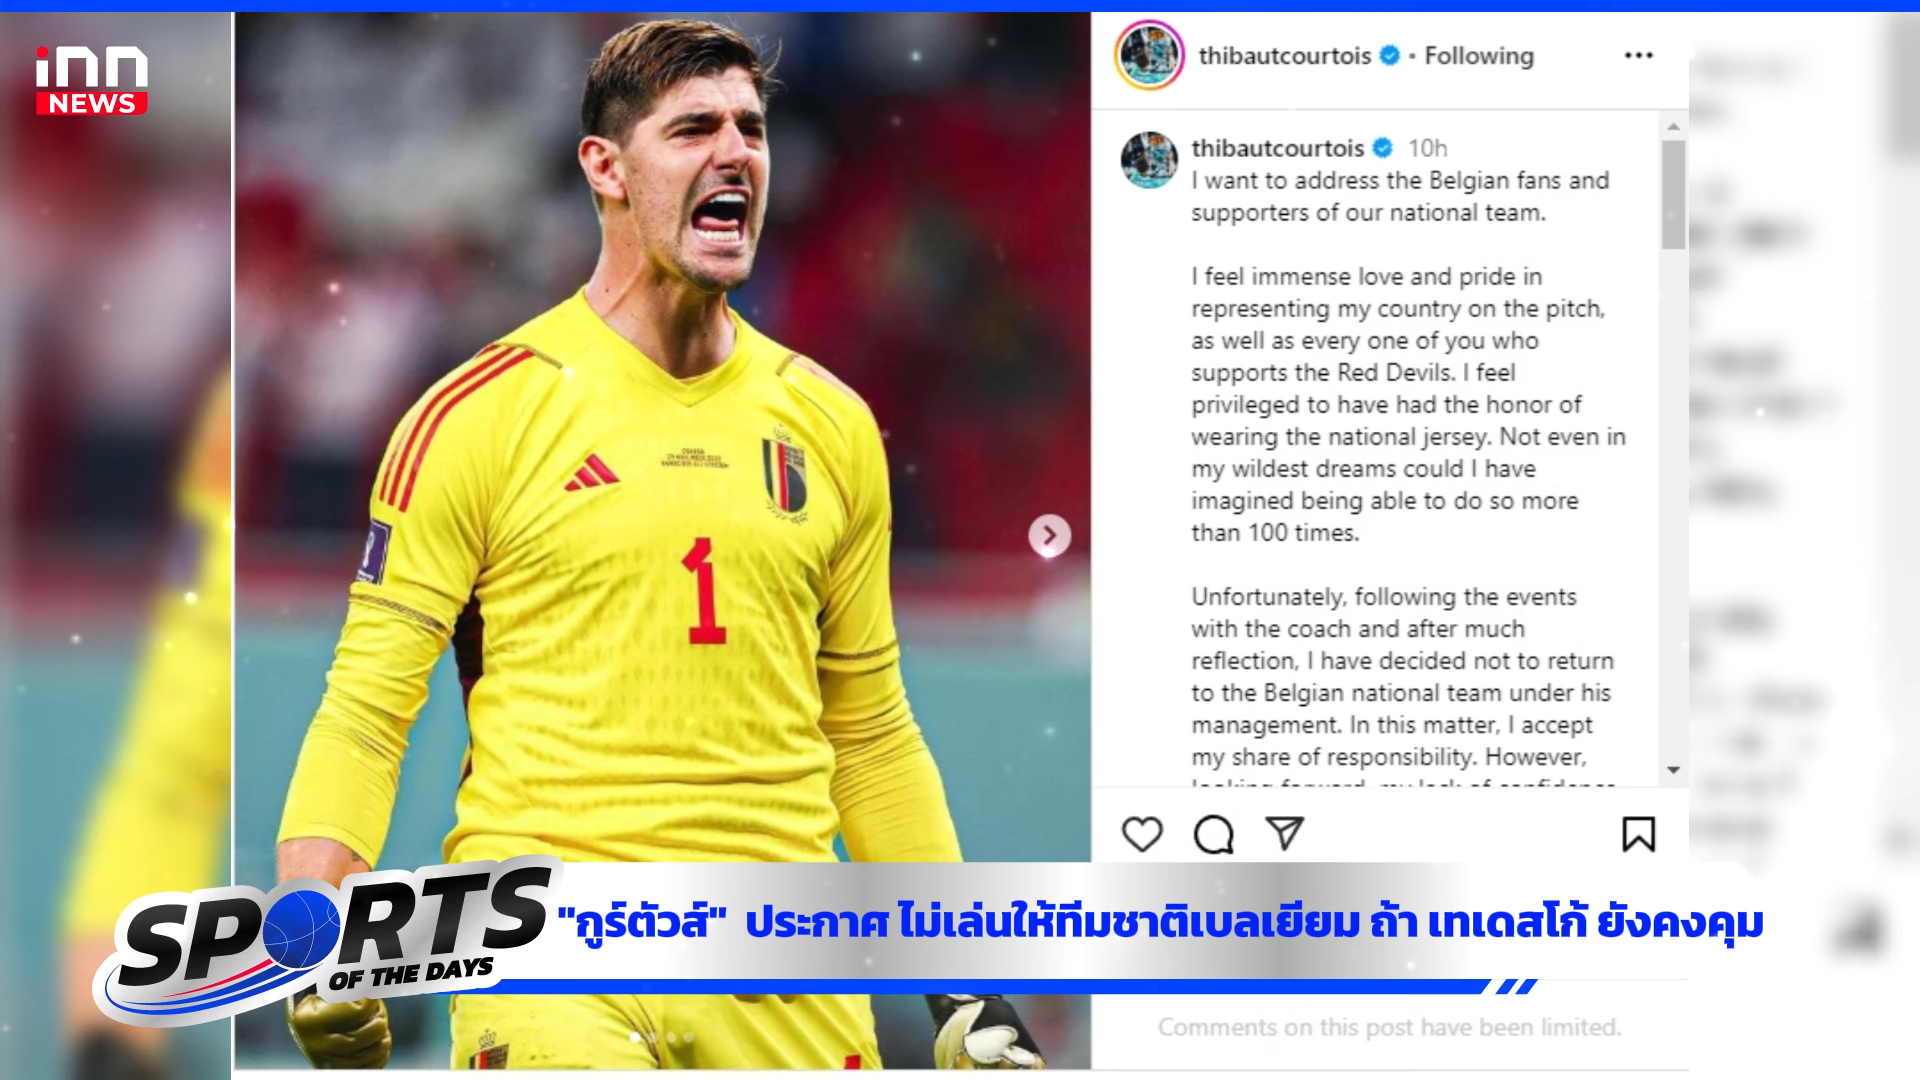 inn
NEWS
thibautcourtois • Following
thibautcourtois 10h
I want to address the Belgian fans and
supporters of our national team.
I feel immense love and pride in
representing my country on the pitch,
as well as every one of you who
supports the Red Devils. I feel
privileged to have had the honor of
wearing the national jersey. Not even in
my wildest dreams could I have
imagined being able to do so more
than 100 times.
Unfortunately, following the events
with the coach and after much
reflection, I have decided not to return
to the Belgian national team under his
management. In this matter, I accept
my share of responsibility. However,
looking forward, my lack of confidence
1
SPORTS
OF THE DAYS
"กูร์ตัวส์" ประกาศ ไม่เล่นให้ทีมชาติเบลเยียม ถ้า เทเดสโก้ ยังคงคุม
Comments on this post have been limited.